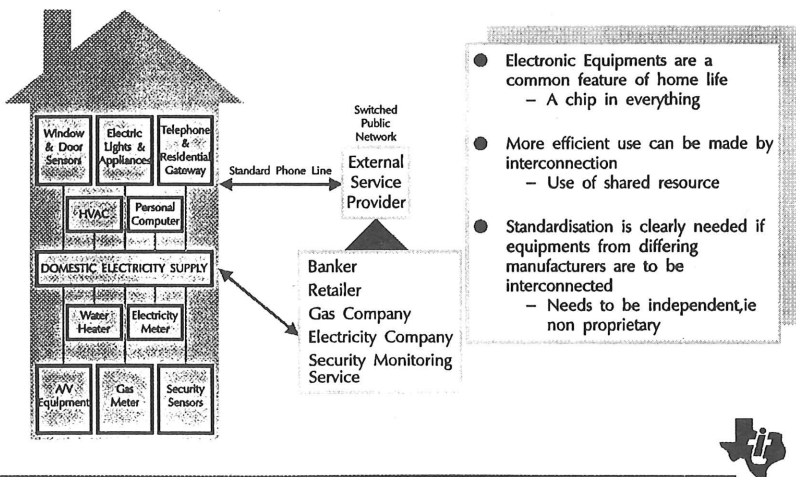 Window
& Door
Sensors
Electric
Lights &
Appliances
Telephone
&
Residential
Gateway
HVAC
Personal
Computer
DOMESTIC ELECTRICITY SUPPLY
Water
Heater
Electricity
Meter
A/V
Equipment
Gas
Meter
Security
Sensors
Standard Phone Line
Switched
Public
Network
External
Service
Provider
Banker
Retailer
Gas Company
Electricity Company
Security Monitoring
Service
Electronic Equipments are a
common feature of home life
– A chip in everything
More efficient use can be made by
interconnection
– Use of shared resource
Standardisation is clearly needed if
equipments from differing
manufacturers are to be
interconnected
– Needs to be independent,ie
non proprietary